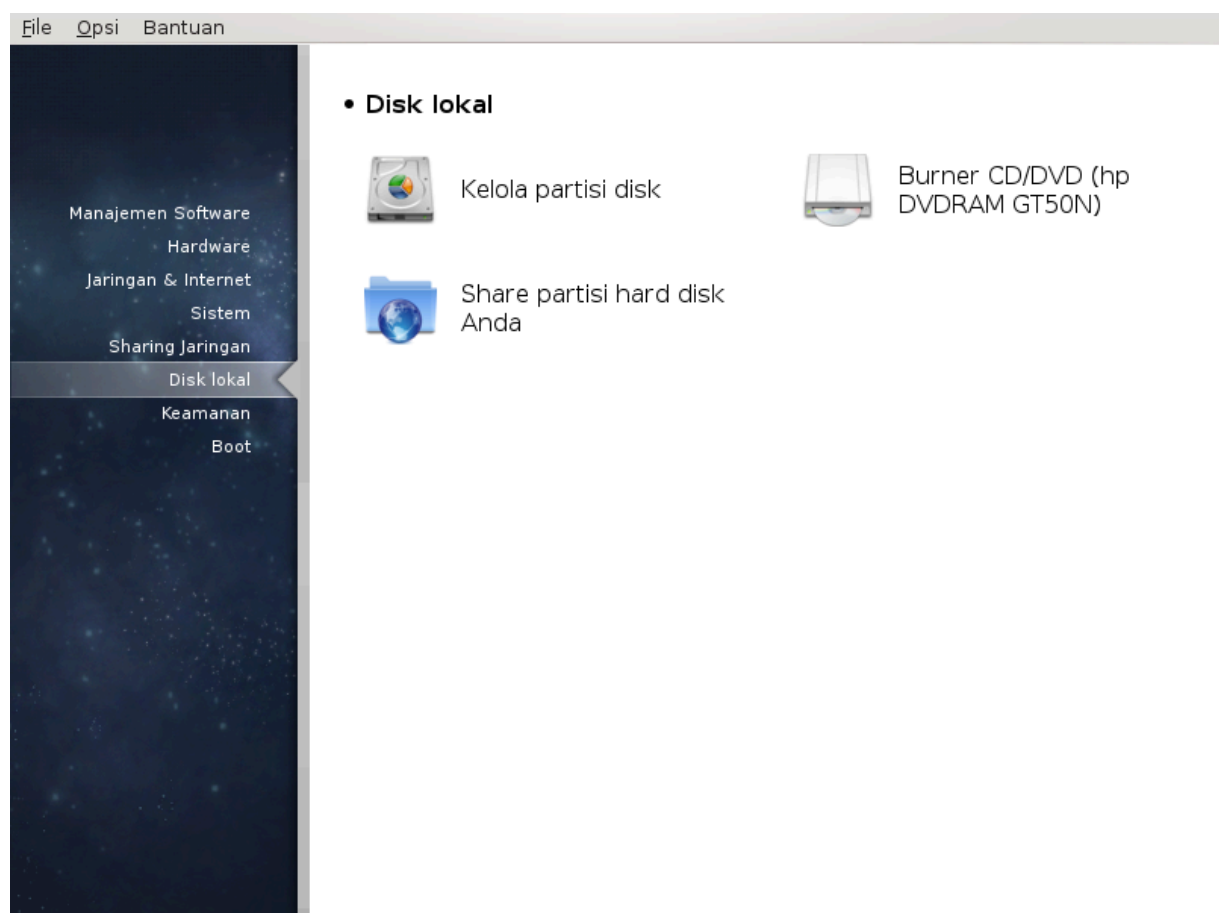 File Opsi Bantuan
Manajemen Software
Hardware
Jaringan & Internet
Sistem
Sharing Jaringan
Disk lokal
Keamanan
Boot
• Disk lokal
Kelola partisi disk
Burner CD/DVD (hp
DVDRAM GT50N)
Share partisi hard disk
Anda